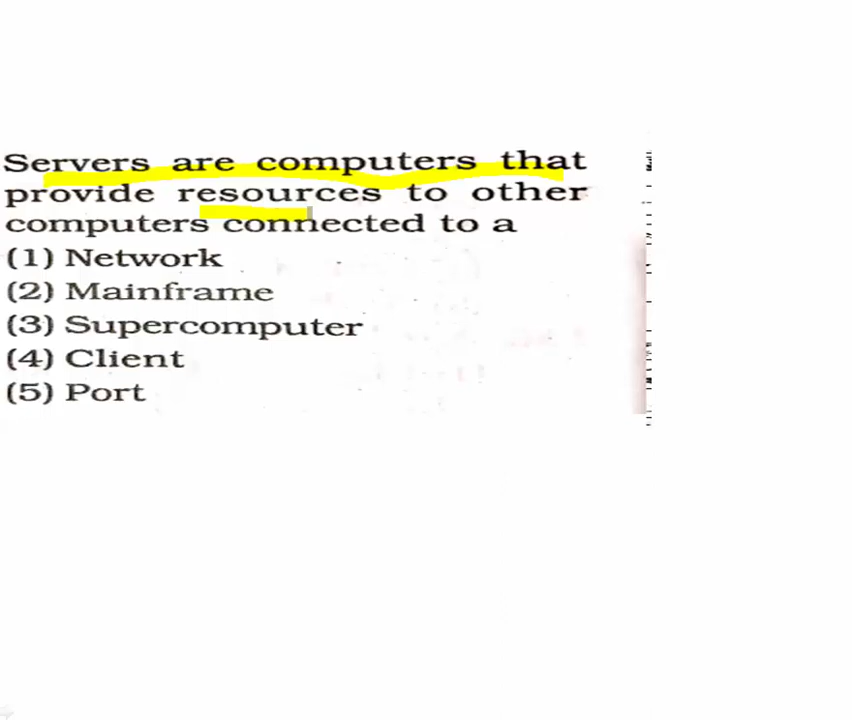 Servers are computers that
provide resources to other
computers connected to a
(1) Network
(2) Mainframe
(3) Supercomputer
(4) Client
(5) Port